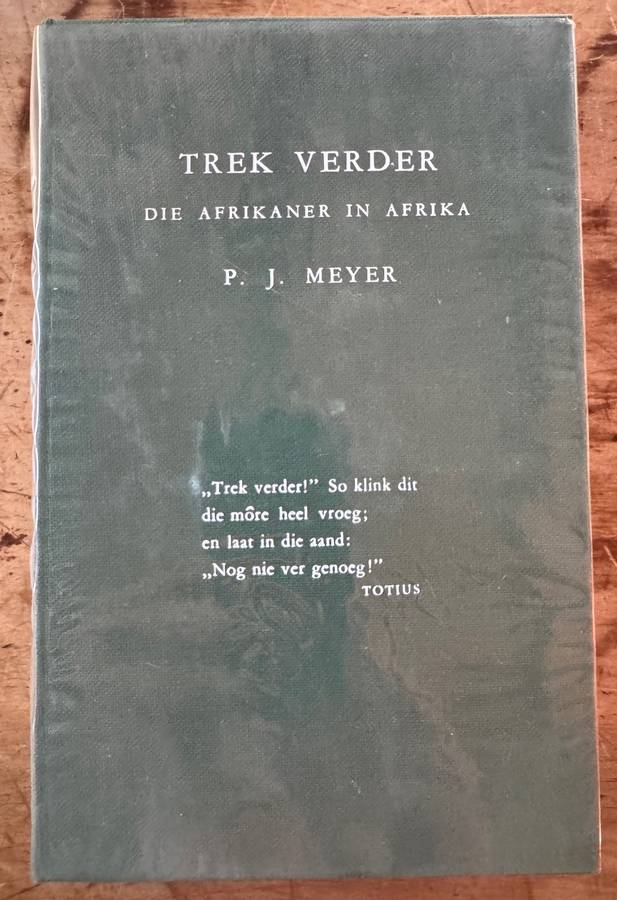 TREK VERDER
DIE AFRIKANER IN AFRIKA
P. J. MEYER
„Trek verder!” So klink dit
die môre heel vroeg;
en laat in die aand:
„Nog nie ver genoeg!”
TOTIUS